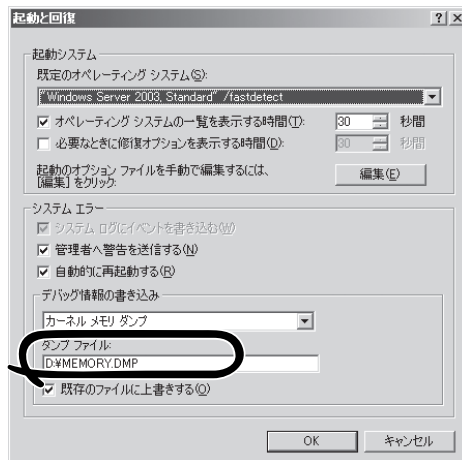 起動と回復
起動システム
既定のオペレーティング システム(S):
"Windows Server 2003, Standard" /fastdetect
オペレーティング システムの一覧を表示する時間(T): 30 秒間
必要なときに修復オプションを表示する時間(D): 30 秒間
起動のオプション ファイルを手動で編集するには、
[編集] をクリック: 編集(E)
システム エラー
システム ログにイベントを書き込む(W)
管理者へ警告を送信する(N)
自動的に再起動する(R)
デバッグ情報の書き込み
カーネル メモリ ダンプ
ダンプ ファイル:
D:¥MEMORY.DMP
既存のファイルに上書きする(O)
OK キャンセル